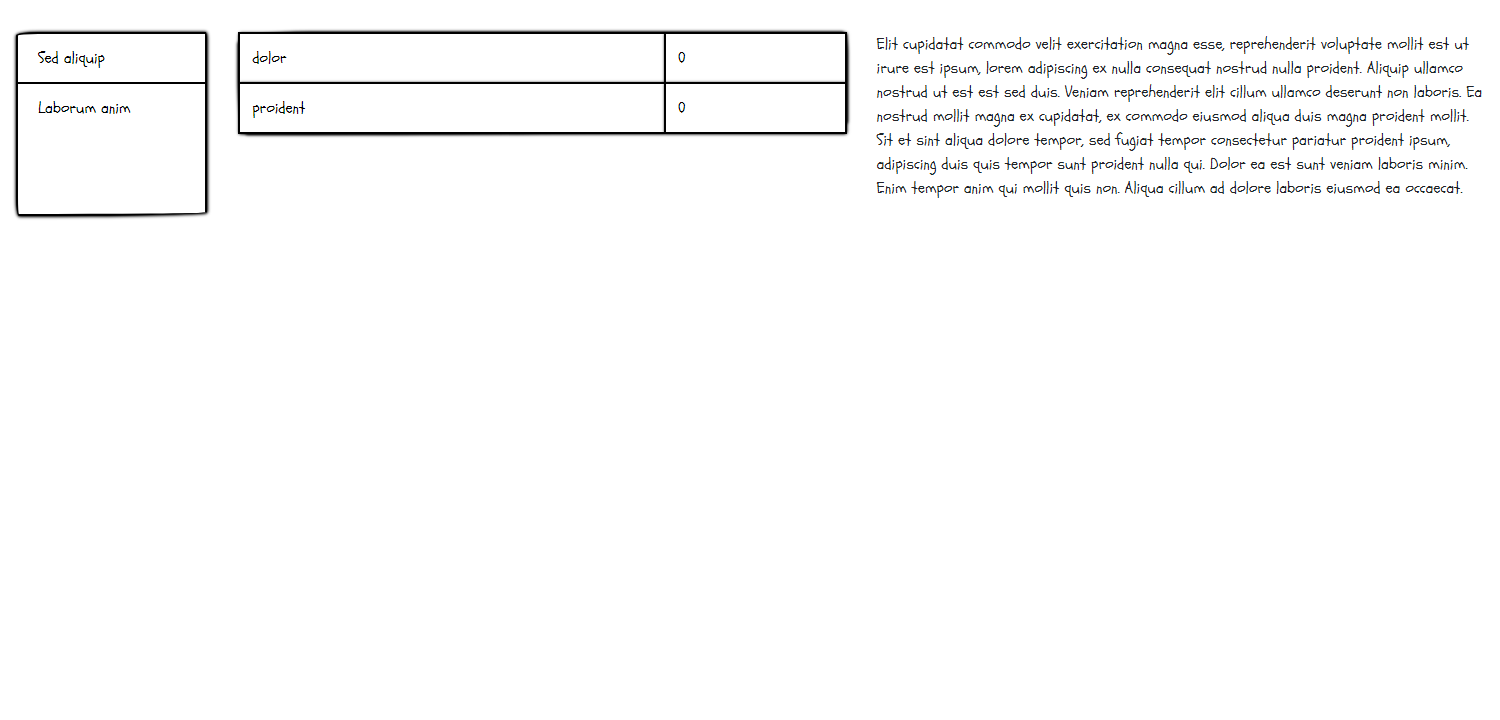 Sed aliquip
Laborum anim
dolor 0
proident 0
Elit cupidatat commodo velit exercitation magna esse, reprehenderit voluptate mollit est ut
irure est ipsum, lorem adipiscing ex nulla consequat nostrud nulla proident. Aliquip ullamco
nostrud ut est est sed duis. Veniam reprehenderit elit cillum ullamco deserunt non laboris. Ea
nostrud mollit magna ex cupidatat, ex commodo eiusmod aliqua duis magna proident mollit.
Sit et sint aliqua dolore tempor, sed fugiat tempor consectetur pariatur proident ipsum,
adipiscing duis quis tempor sunt proident nulla qui. Dolor ea est sunt veniam laboris minim.
Enim tempor anim qui mollit quis non. Aliqua cillum ad dolore laboris eiusmod ea occaecat.